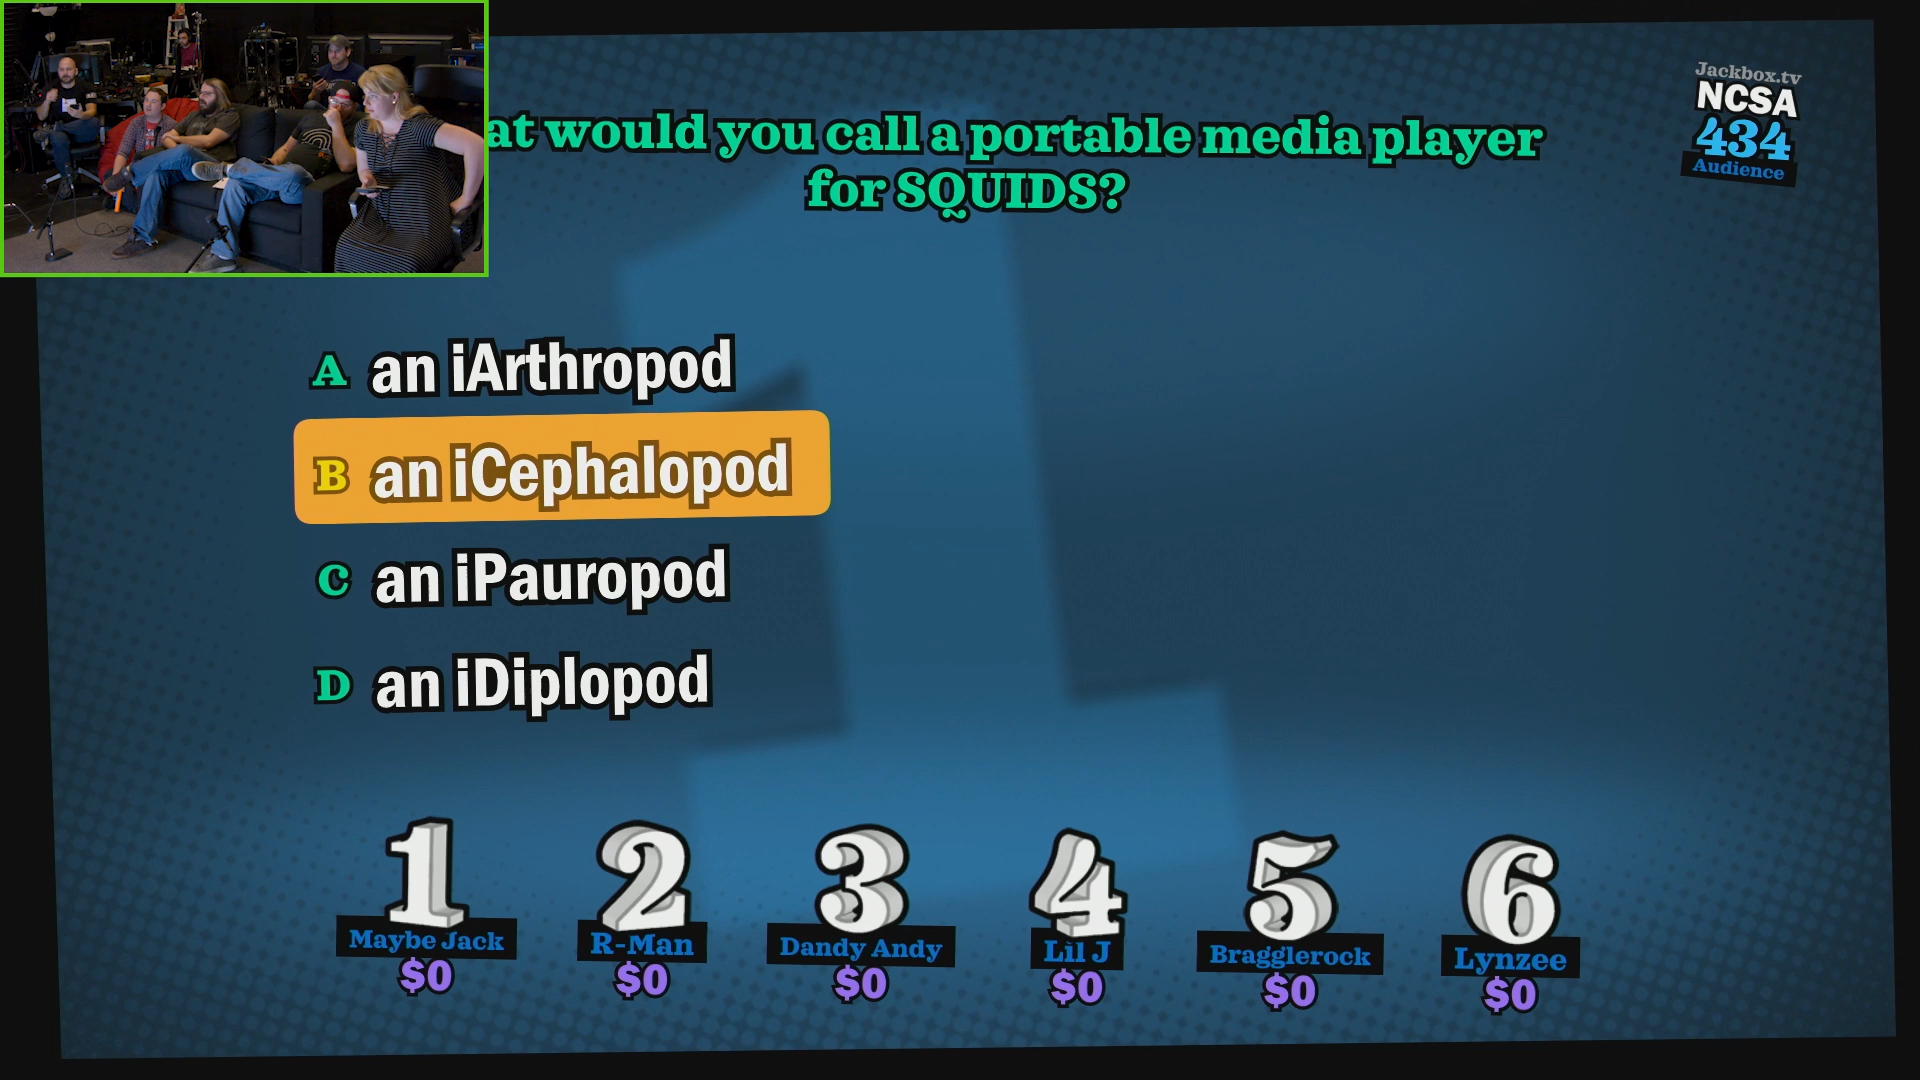 at would you call a portable media player
for SQUIDS?
Jackbox.tv
NCSA
434
Audience
A an iArthropod
B an iCephalopod
C an iPauropod
D an iDiplopod
1 2 3 4 5 6
Maybe Jack R-Man Dandy Andy Lil J Bragglerock Lynzee
$0 $0 $0 $0 $0 $0